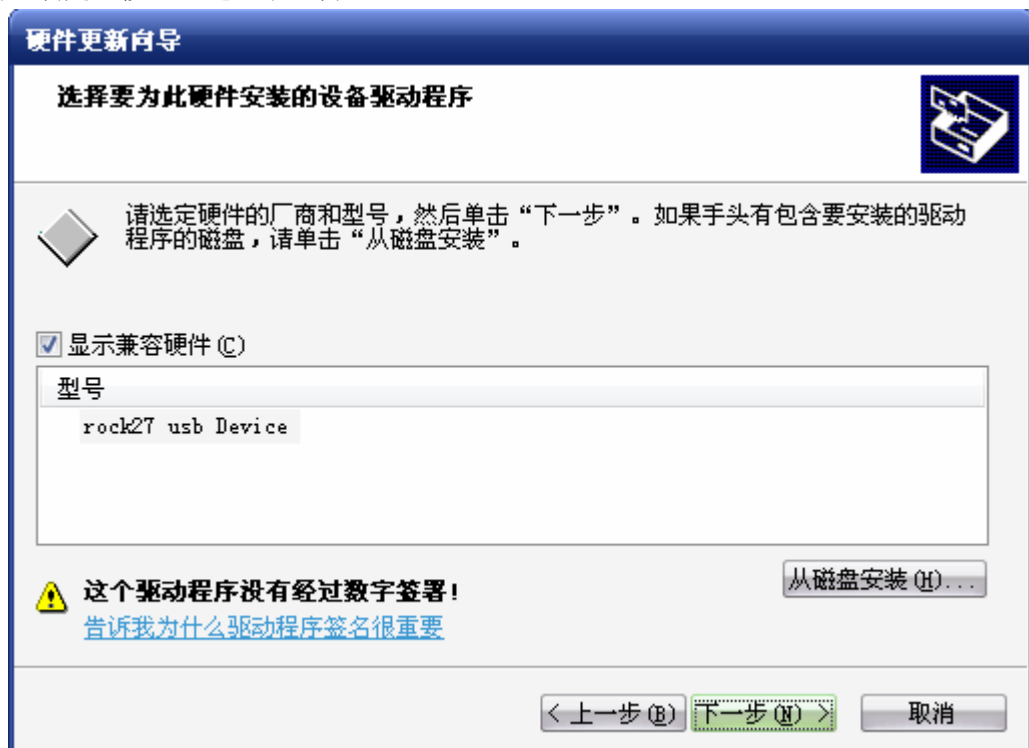 硬件更新向导
选择要为此硬件安装的设备驱动程序
请选定硬件的厂商和型号，然后单击“下一步”。如果手头有包含要安装的驱动
程序的磁盘，请单击“从磁盘安装”。
显示兼容硬件(C)
型号
rock27 usb Device
这个驱动程序没有经过数字签署!
从磁盘安装(H)...
告诉我为什么驱动程序签名很重要
< 上一步(B)
下一步(N) >
取消